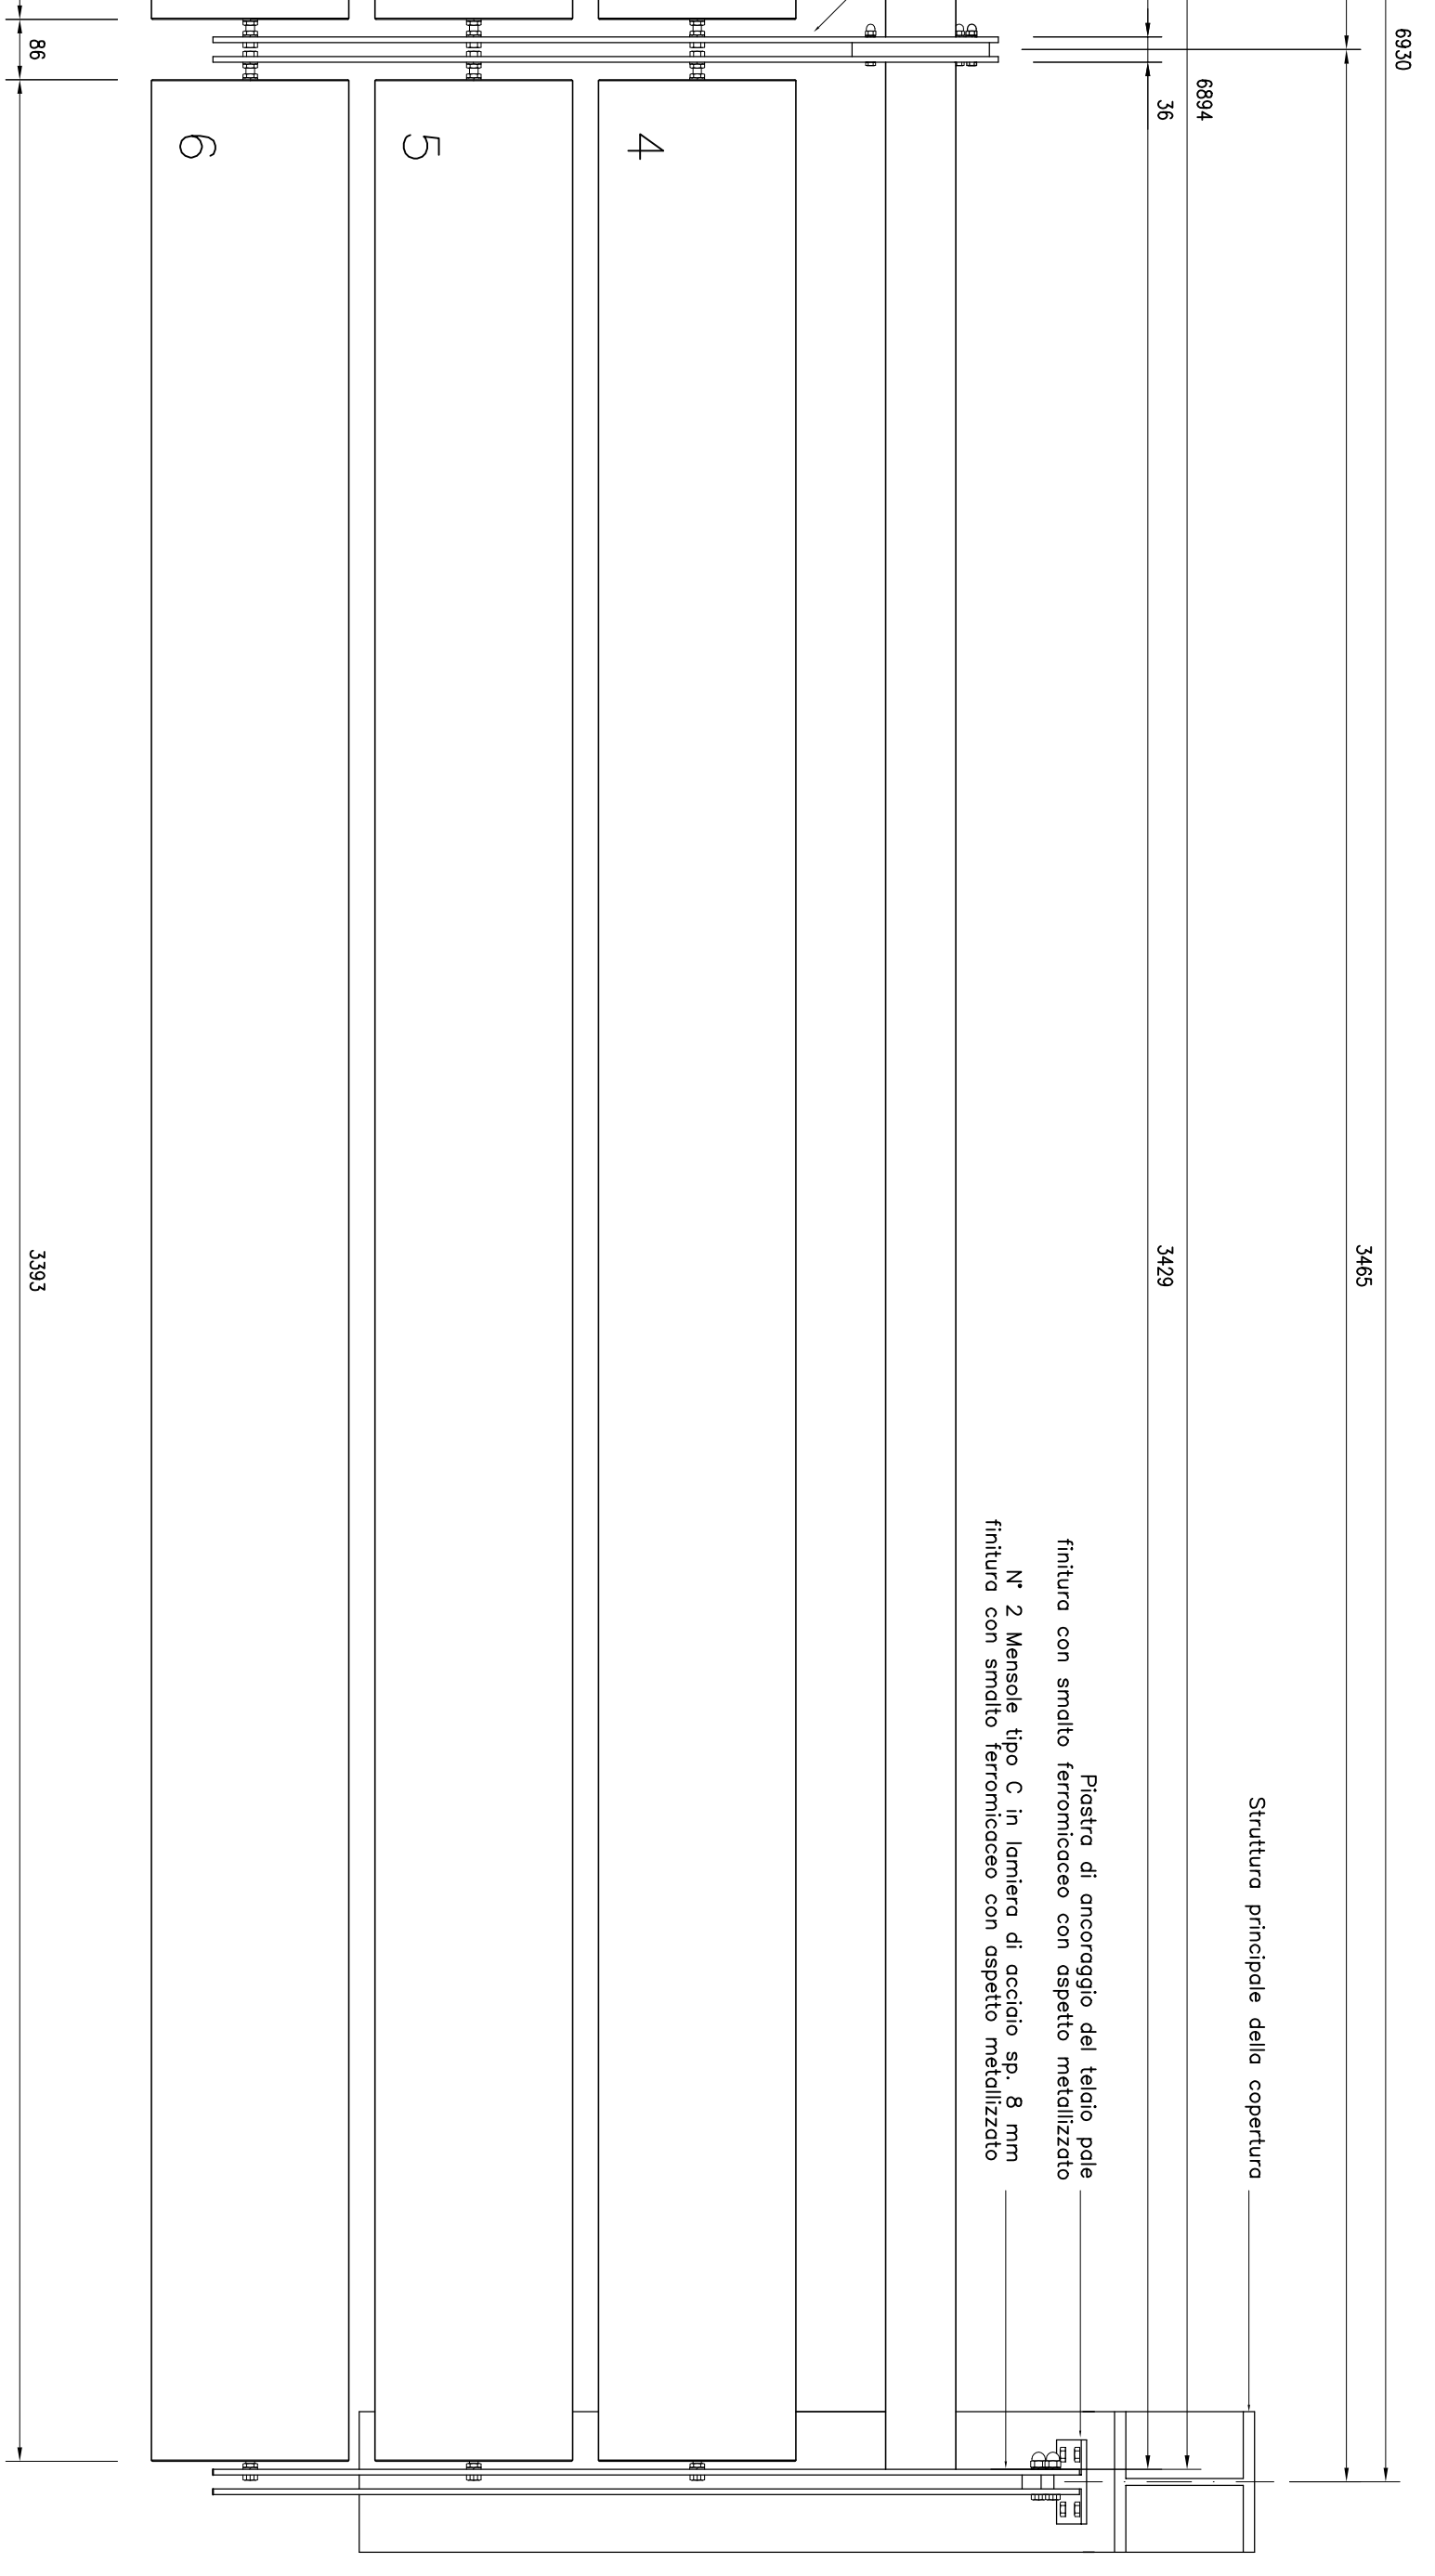 6930
3465
6894
36
3429
Struttura principale della copertura
Piastra di ancoraggio del telaio pale
finitura con smalto ferromicaceo con aspetto metallizzato
N° 2 Mensole tipo C in lamiera di acciaio sp. 8 mm
finitura con smalto ferromicaceo con aspetto metallizzato
4
5
6
86
3393